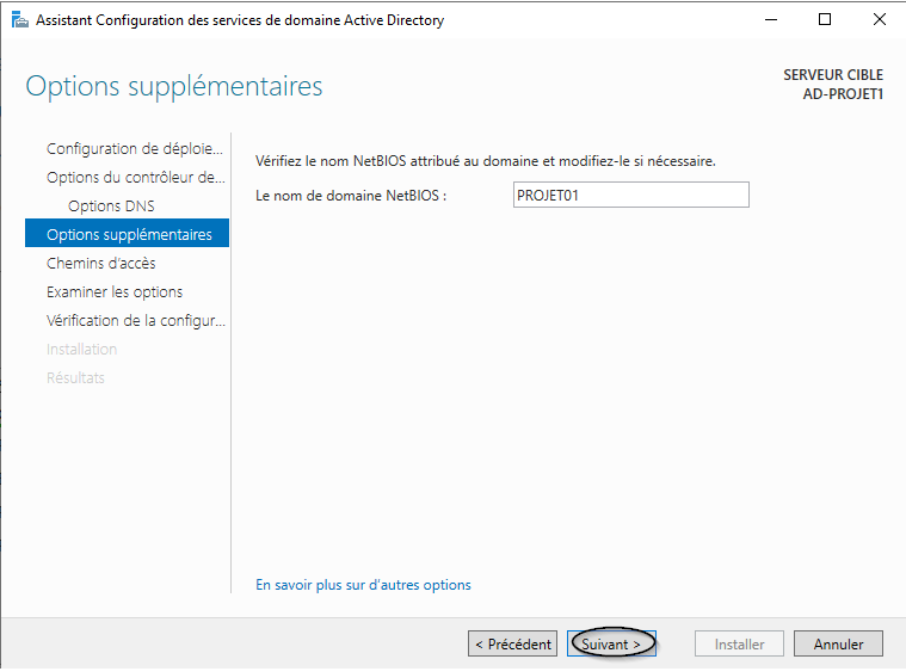 Assistant Configuration des services de domaine Active Directory
Options supplémentaires
SERVEUR CIBLE
AD-PROJET1
Configuration de déploie...
Options du contrôleur de...
Options DNS
Options supplémentaires
Chemins d'accès
Examiner les options
Vérification de la configur...
Installation
Résultats
Vérifiez le nom NetBIOS attribué au domaine et modifiez-le si nécessaire.
Le nom de domaine NetBIOS : PROJET01
En savoir plus sur d'autres options
< Précédent Suivant > Installer Annuler